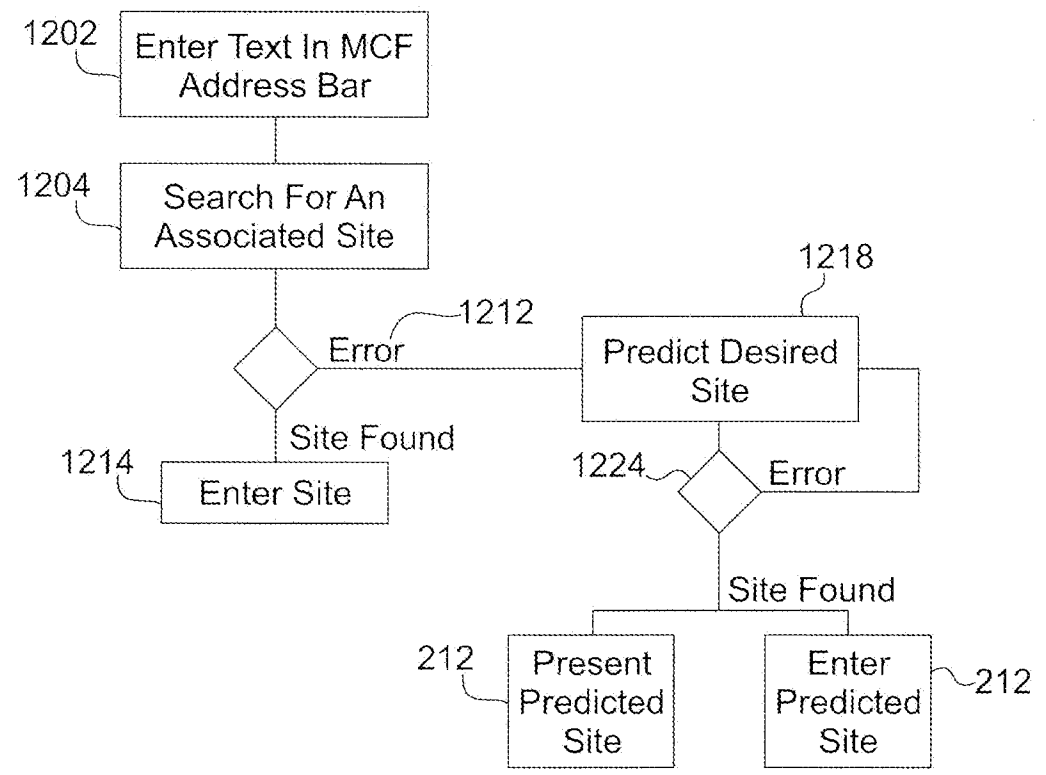 1202
Enter Text In MCF
Address Bar
1204
Search For An
Associated Site
1218
1212
Error
Predict Desired
Site
Site Found
1214
Enter Site
1224
Error
Site Found
212
Present
Predicted
Site
Enter
Predicted
Site
212